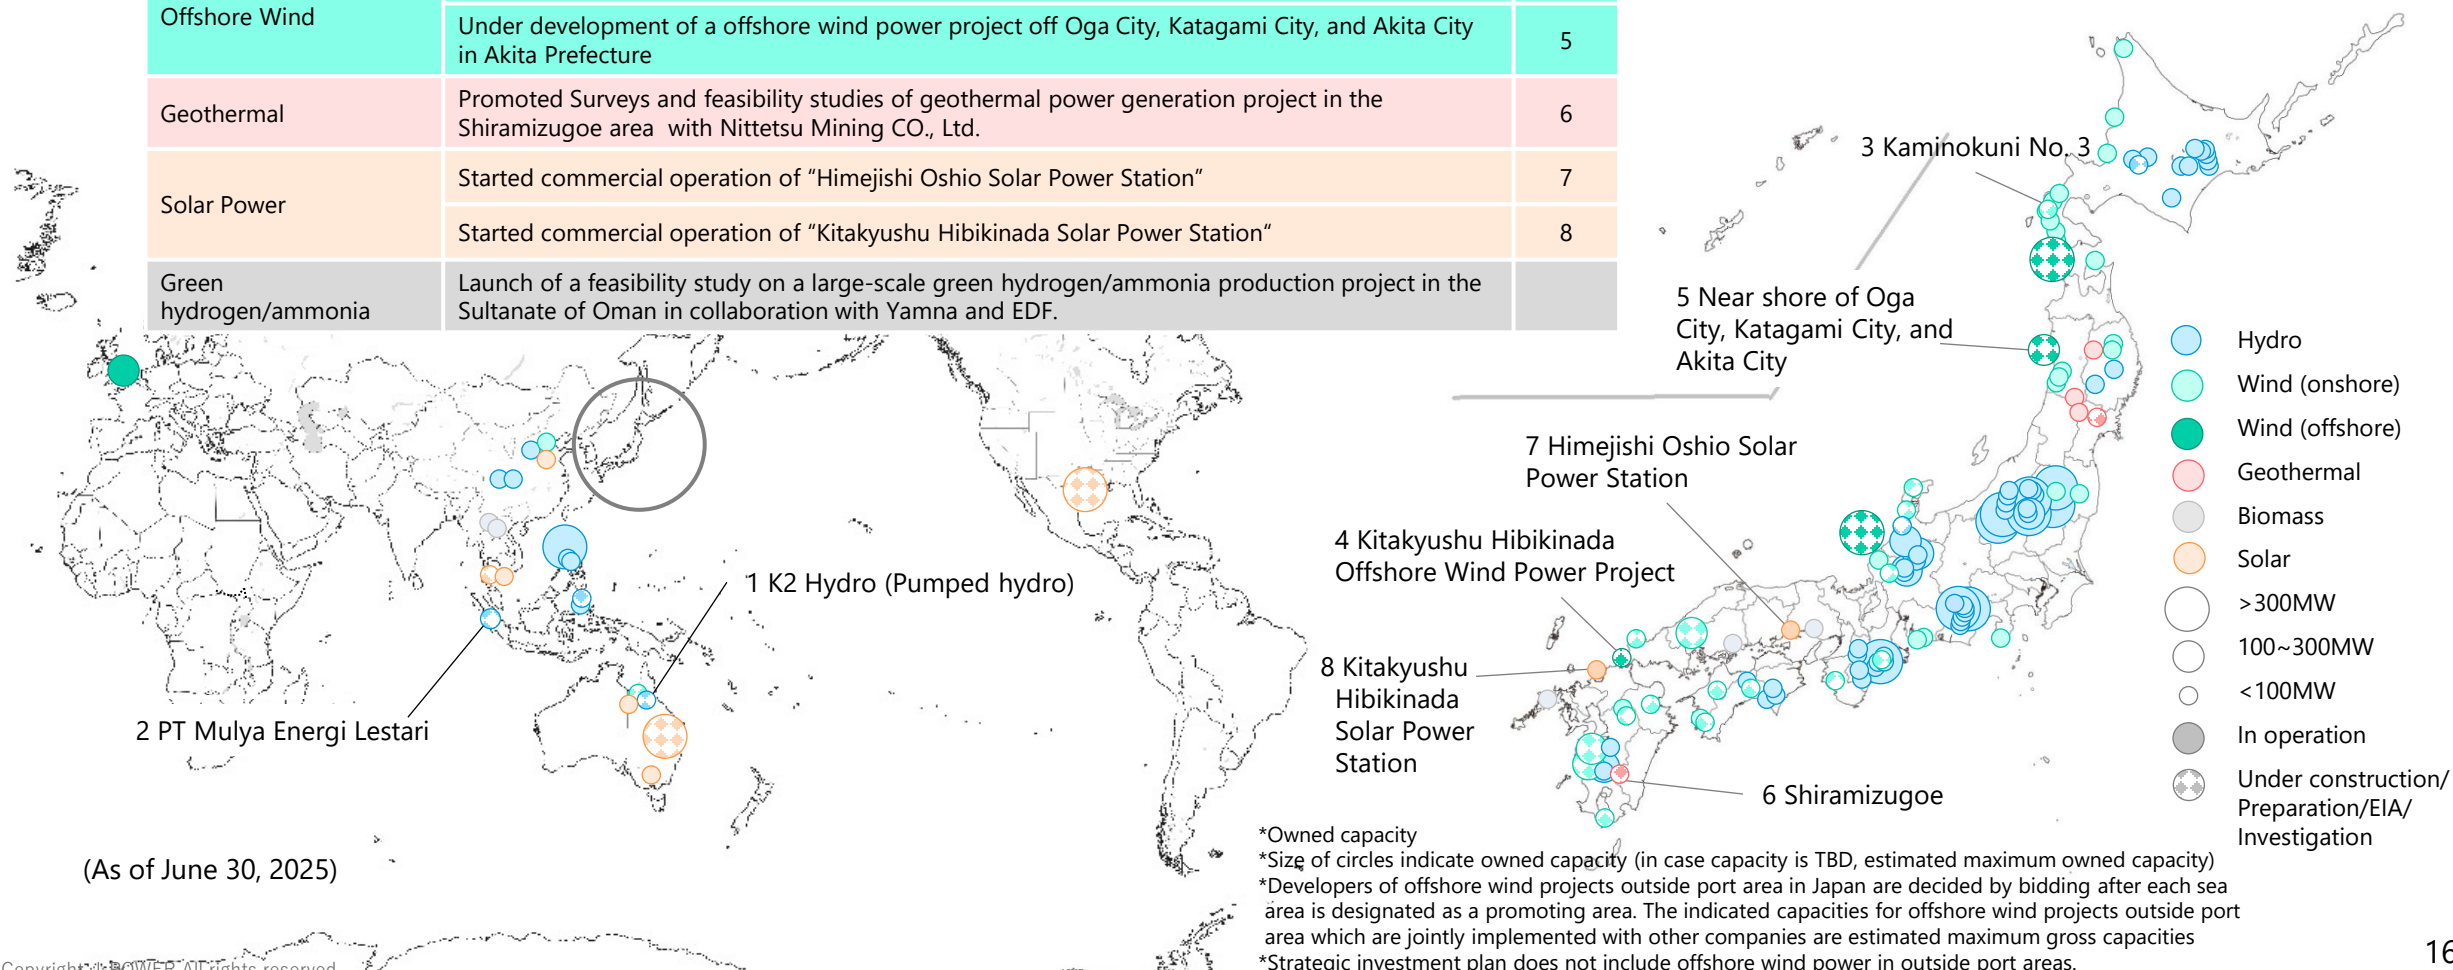 Offshore Wind
Under development of a offshore wind power project off Oga City, Katagami City, and Akita City
in Akita Prefecture
5
Geothermal
Promoted Surveys and feasibility studies of geothermal power generation project in the
Shiramizugoe area with Nittetsu Mining CO., Ltd.
6
Solar Power
Started commercial operation of “Himejishi Oshio Solar Power Station”
7
Started commercial operation of “Kitakyushu Hibikinada Solar Power Station“
8
Green
hydrogen/ammonia
Launch of a feasibility study on a large-scale green hydrogen/ammonia production project in the
Sultanate of Oman in collaboration with Yamna and EDF.
3 Kaminokuni No. 3
5 Near shore of Oga
City, Katagami City, and
Akita City
7 Himejishi Oshio Solar
Power Station
4 Kitakyushu Hibikinada
Offshore Wind Power Project
8 Kitakyushu
Hibikinada
Solar Power
Station
6 Shiramizugoe
1 K2 Hydro (Pumped hydro)
2 PT Mulya Energi Lestari
Hydro
Wind (onshore)
Wind (offshore)
Geothermal
Biomass
Solar
>300MW
100~300MW
<100MW
In operation
Under construction/
Preparation/EIA/
Investigation
(As of June 30, 2025)
*Owned capacity
*Size of circles indicate owned capacity (in case capacity is TBD, estimated maximum owned capacity)
*Developers of offshore wind projects outside port area in Japan are decided by bidding after each sea
area is designated as a promoting area. The indicated capacities for offshore wind projects outside port
area which are jointly implemented with other companies are estimated maximum gross capacities
*Strategic investment plan does not include offshore wind power in outside port areas.
Copyright J-POWER All rights reserved
16